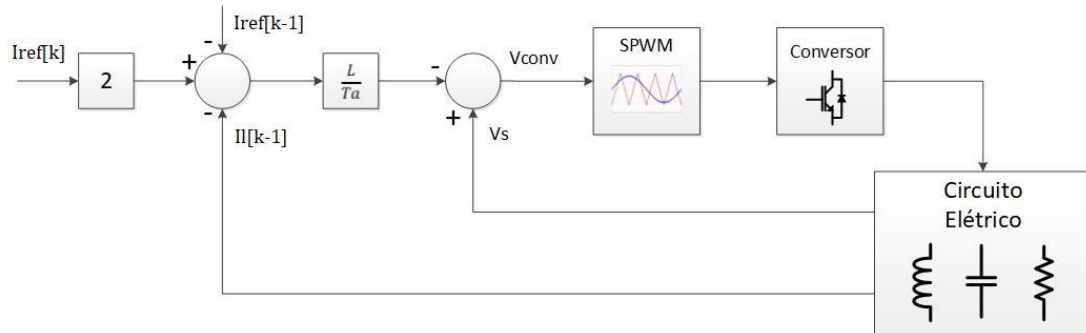 Iref[k]
2
+
-
Iref[k-1]
-
Il[k-1]
L
Ta
-
+
Vconv
Vs
SPWM
Conversor
Circuito
Elétrico